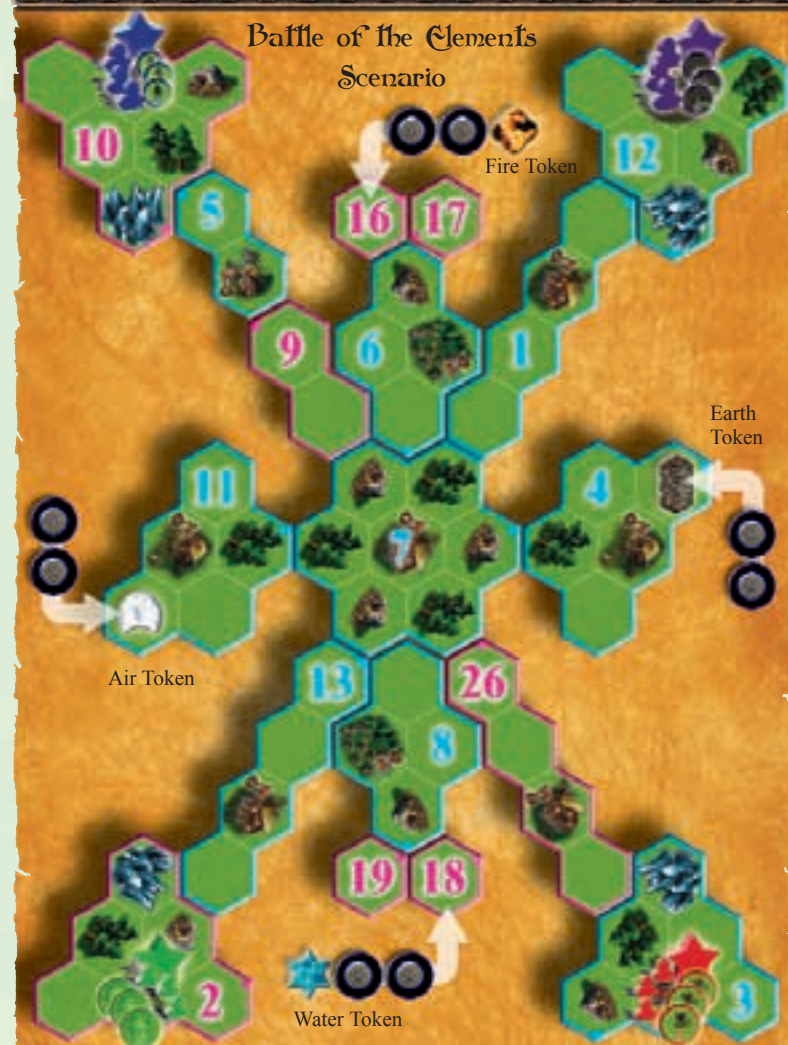 Battle of the Elements
Scenario
10
12
Fire Token
5
16
17
9
6
1
Earth
Token
11
4
7
Air Token
13
26
8
19
18
2
3
Water Token